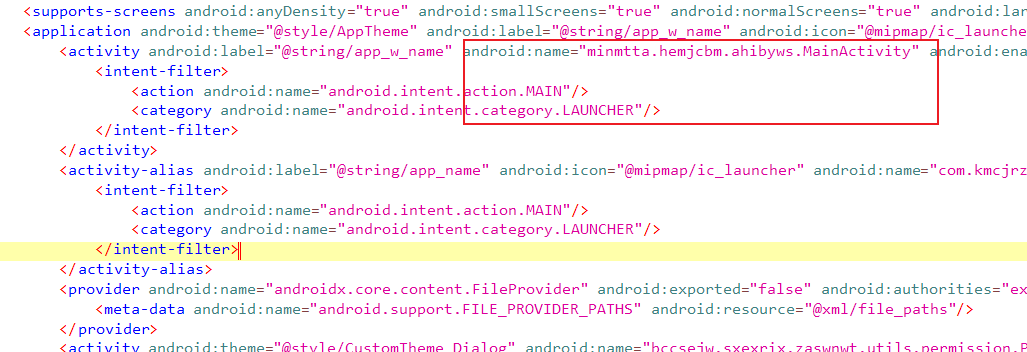 <supports-screens android:anyDensity="true" android:smallScreens="true" android:normalScreens="true" android:lar
<application android:theme="@style/AppTheme" android:label="@string/app_w_name" android:icon="@mipmap/ic_launche
<activity android:label="@string/app_w_name" android:name="minmtta.hemjcbm.ahibyws.MainActivity" android:ena
<intent-filter>
<action android:name="android.intent.action.MAIN"/>
<category android:name="android.intent.category.LAUNCHER"/>
</intent-filter>
</activity>
<activity-alias android:label="@string/app_name" android:icon="@mipmap/ic_launcher" android:name="com.kmcjrz
<intent-filter>
<action android:name="android.intent.action.MAIN"/>
<category android:name="android.intent.category.LAUNCHER"/>
</intent-filter>
</activity-alias>
<provider android:name="androidx.core.content.FileProvider" android:exported="false" android:authorities="ex
<meta-data android:name="android.support.FILE_PROVIDER_PATHS" android:resource="@xml/file_paths"/>
</provider>
<activity android:theme="@style/CustomTheme.Dialog" android:name="bccsejw.sxexrix.zaswnwt.utils.permission.P